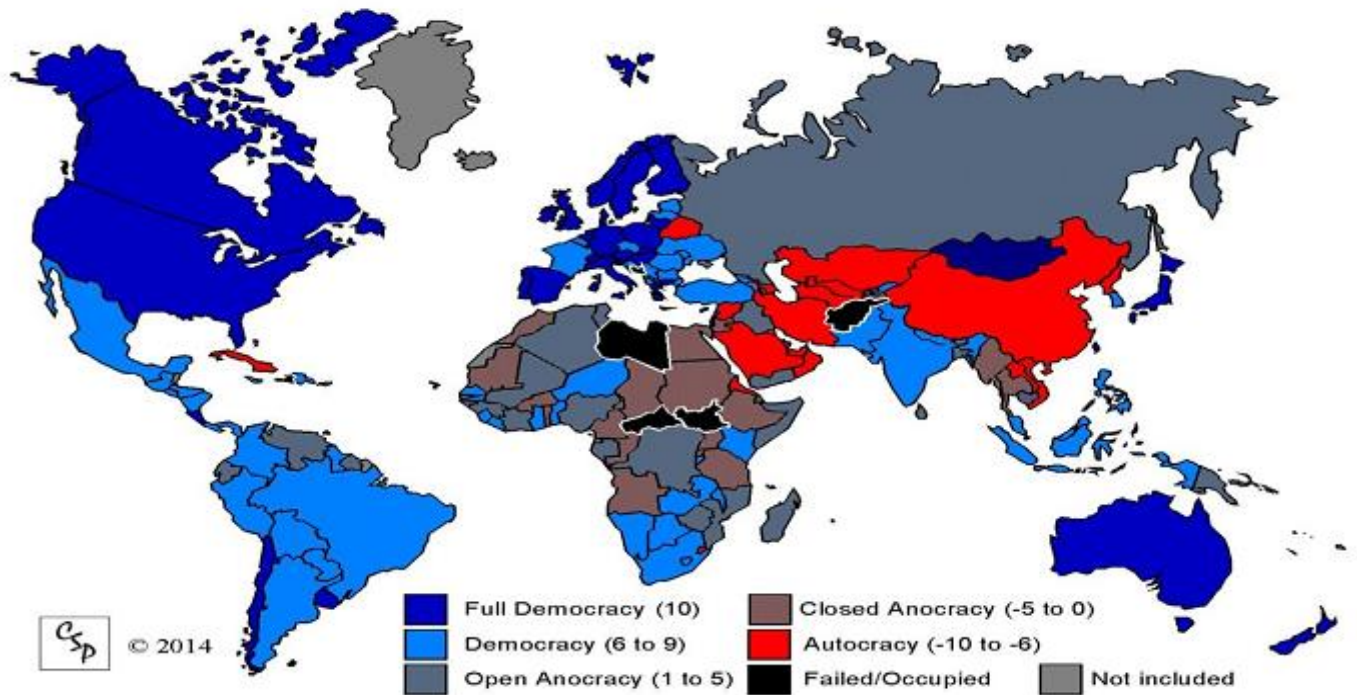 Full Democracy (10)
Democracy (6 to 9)
Open Anocracy (1 to 5)
Closed Anocracy (-5 to 0)
Autocracy (-10 to -6)
Failed/Occupied
Not included
CSP
© 2014